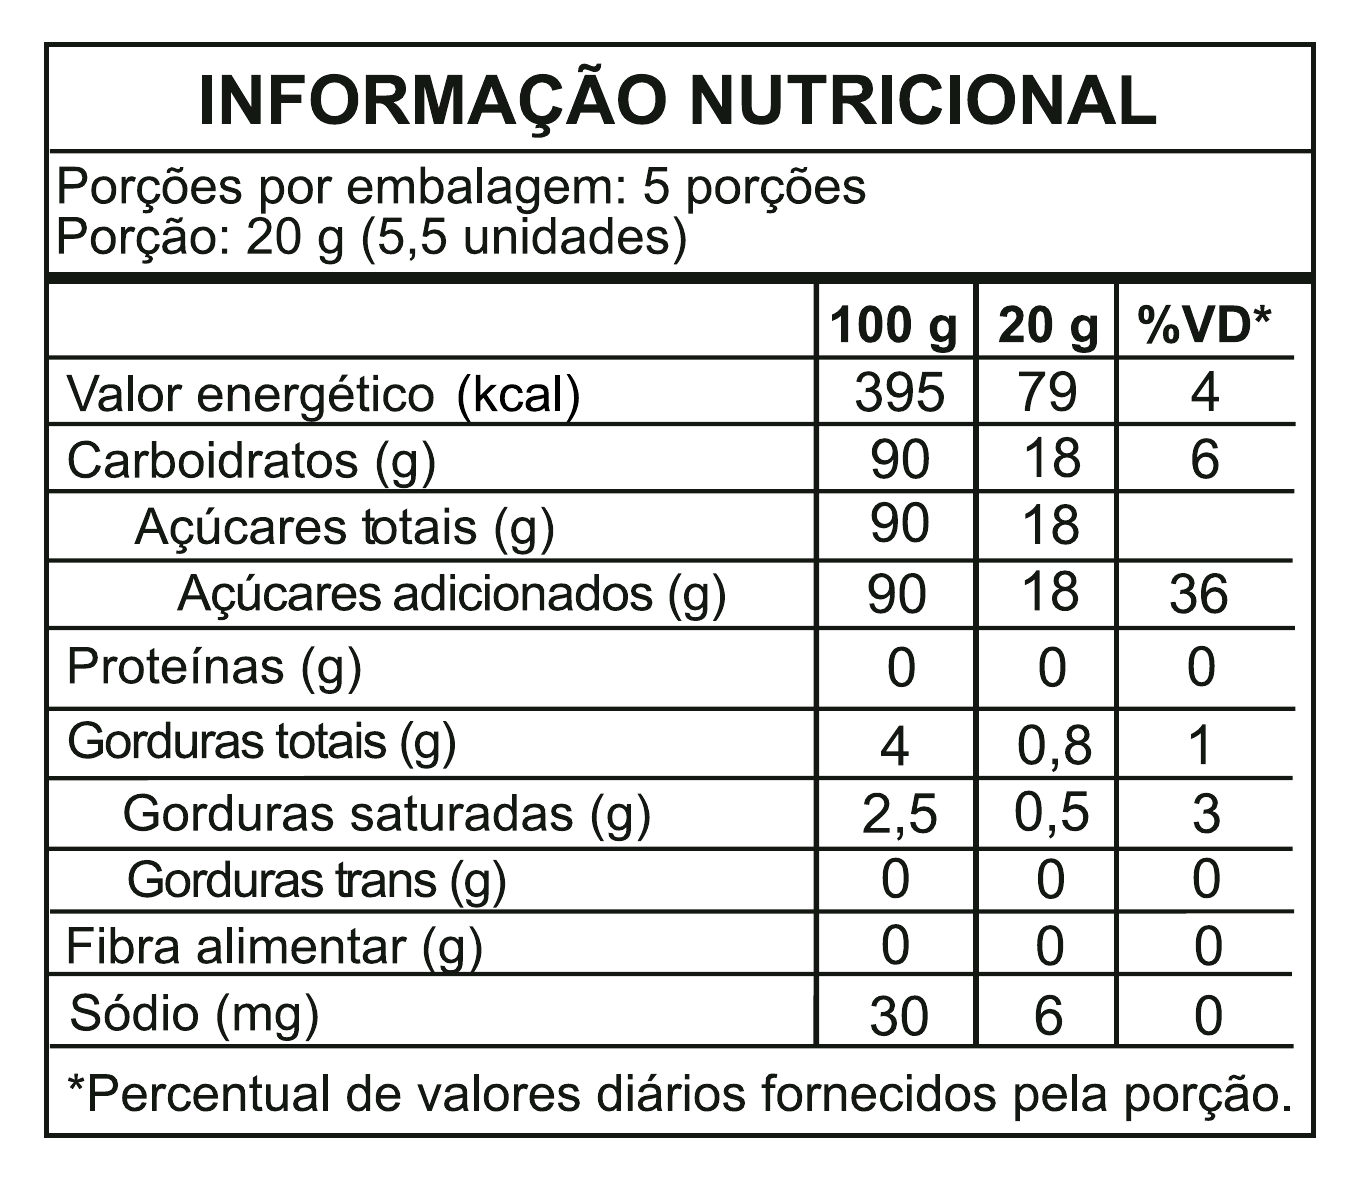 INFORMAÇÃO NUTRICIONAL
Porções por embalagem: 5 porções
Porção: 20 g (5,5 unidades)
100 g 20 g %VD*
Valor energético (kcal) 395 79 4
Carboidratos (g) 90 18 6
Açúcares totais (g) 90 18
Açúcares adicionados (g) 90 18 36
Proteínas (g) 0 0 0
Gorduras totais (g) 4 0,8 1
Gorduras saturadas (g) 2,5 0,5 3
Gorduras trans (g) 0 0 0
Fibra alimentar (g) 0 0 0
Sódio (mg) 30 6 0
*Percentual de valores diários fornecidos pela porção.